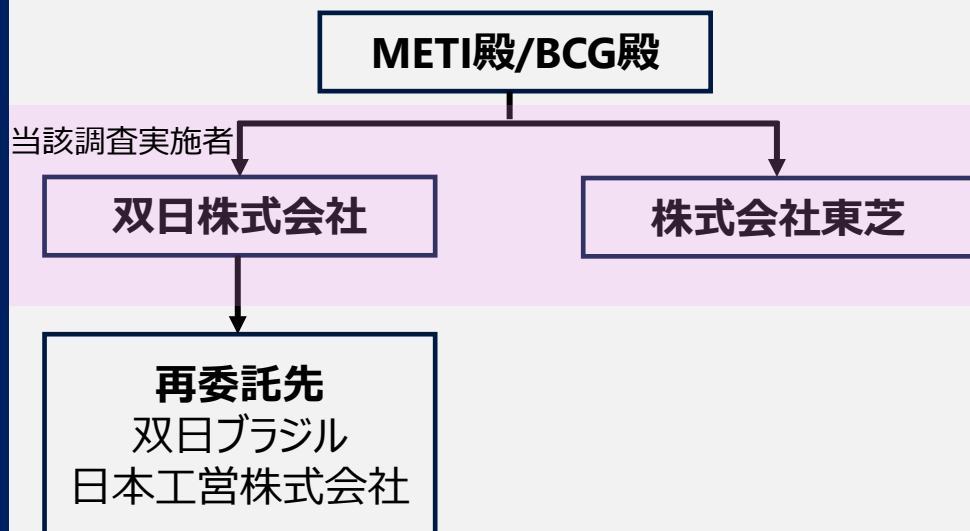 METI殿/BCG殿
当該調査実施者
双日株式会社
株式会社東芝
再委託先
双日ブラジル
日本工営株式会社